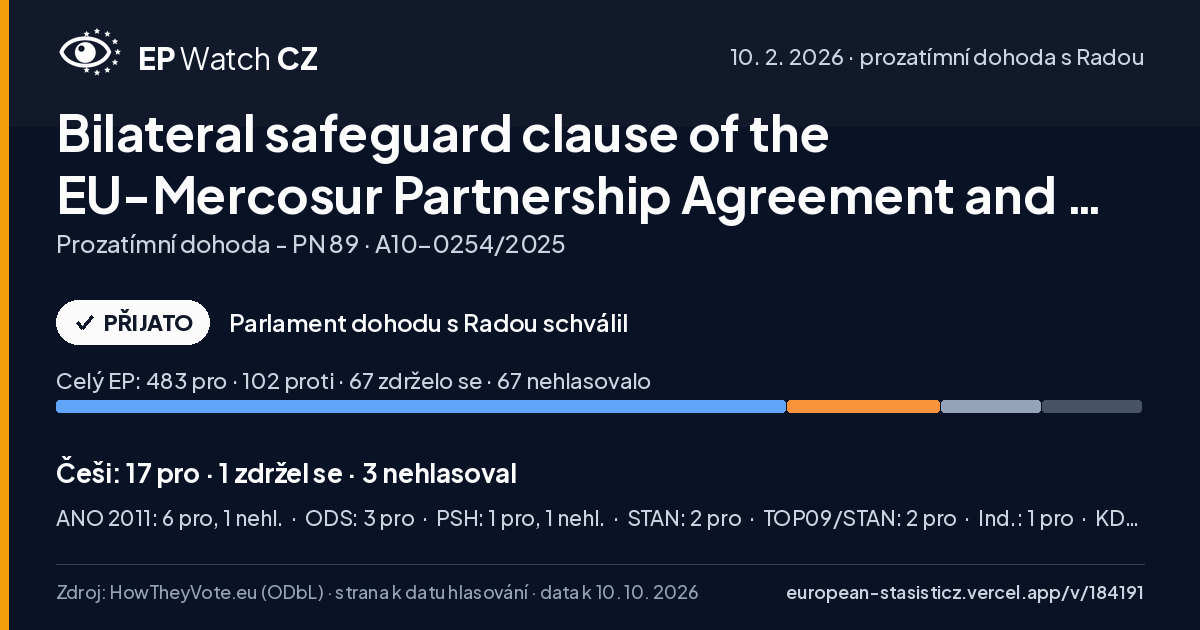 EP Watch CZ
10. 2. 2026 · prozatímní dohoda s Radou
Bilateral safeguard clause of the
EU-Mercosur Partnership Agreement and ...
Prozatímní dohoda - PN 89 · A10-0254/2025
✓ PŘIJATO
Parlament dohodu s Radou schválil
Celý EP: 483 pro · 102 proti · 67 zdrželo se · 67 nehlasovalo
Češi: 17 pro · 1 zdržel se · 3 nehlasoval
ANO 2011: 6 pro, 1 nehl. · ODS: 3 pro · PSH: 1 pro, 1 nehl. · STAN: 2 pro · TOP09/STAN: 2 pro · Ind.: 1 pro · KD...
Zdroj: HowTheyVote.eu (ODbL) · strana k datu hlasování · data k 10. 10. 2026
european-stasisticz.vercel.app/v/184191